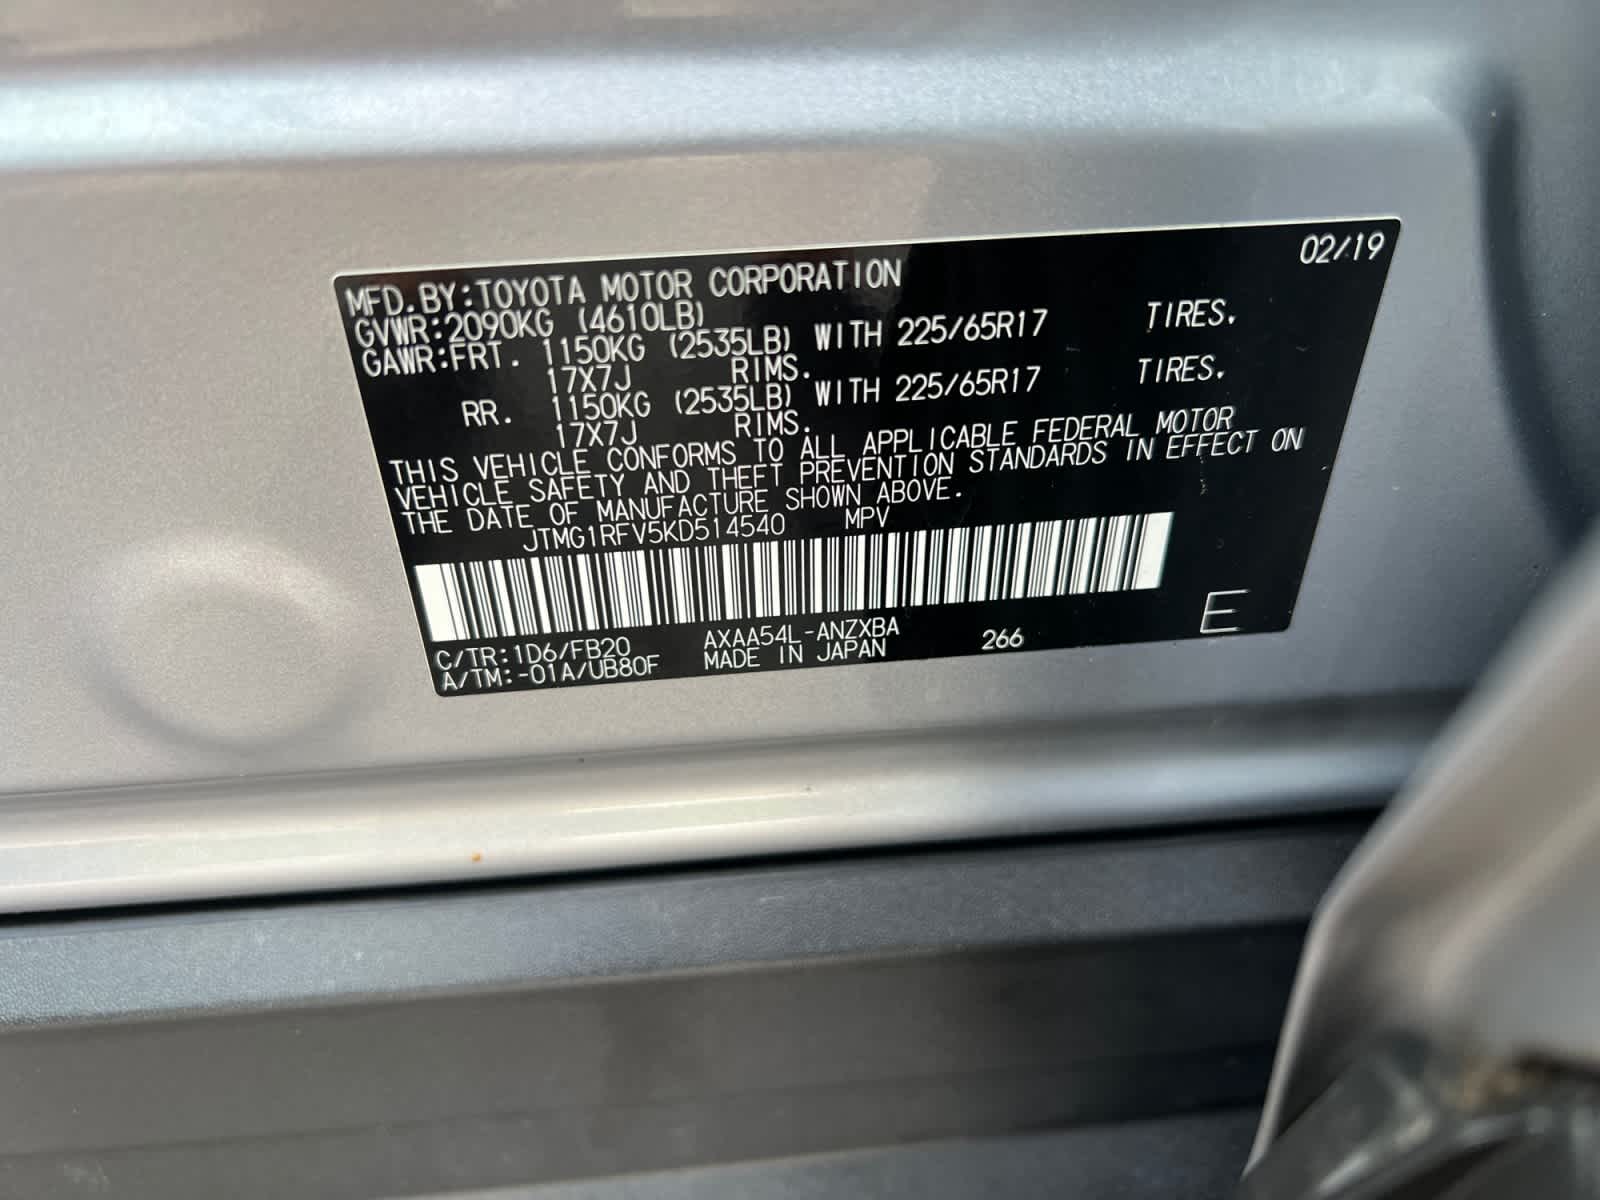 02/19
MFD.BY:TOYOTA MOTOR CORPORATION
GVWR:2090KG (4610LB)
GAWR:FRT. 1150KG (2535LB) WITH 225/65R17 TIRES.
17X7J RIMS.
RR. 1150KG (2535LB) WITH 225/65R17 TIRES.
17X7J RIMS.
THIS VEHICLE CONFORMS TO ALL APPLICABLE FEDERAL MOTOR
VEHICLE SAFETY AND THEFT PREVENTION STANDARDS IN EFFECT ON
THE DATE OF MANUFACTURE SHOWN ABOVE.
JTMG1RFV5KD514540 MPV
C/TR:1D6/FB20 AXAA54L-ANZXBA 266 E
A/TM:-01A/UB80F MADE IN JAPAN